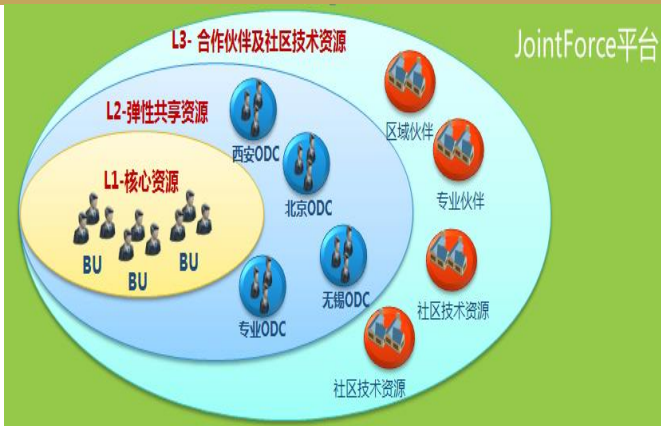 L3- 合作伙伴及社区技术资源
JointForce平台
L2-弹性共享资源
区域伙伴
西安ODC
L1-核心资源
专业伙伴
北京ODC
BU
BU
BU
无锡ODC
社区技术资源
专业ODC
社区技术资源